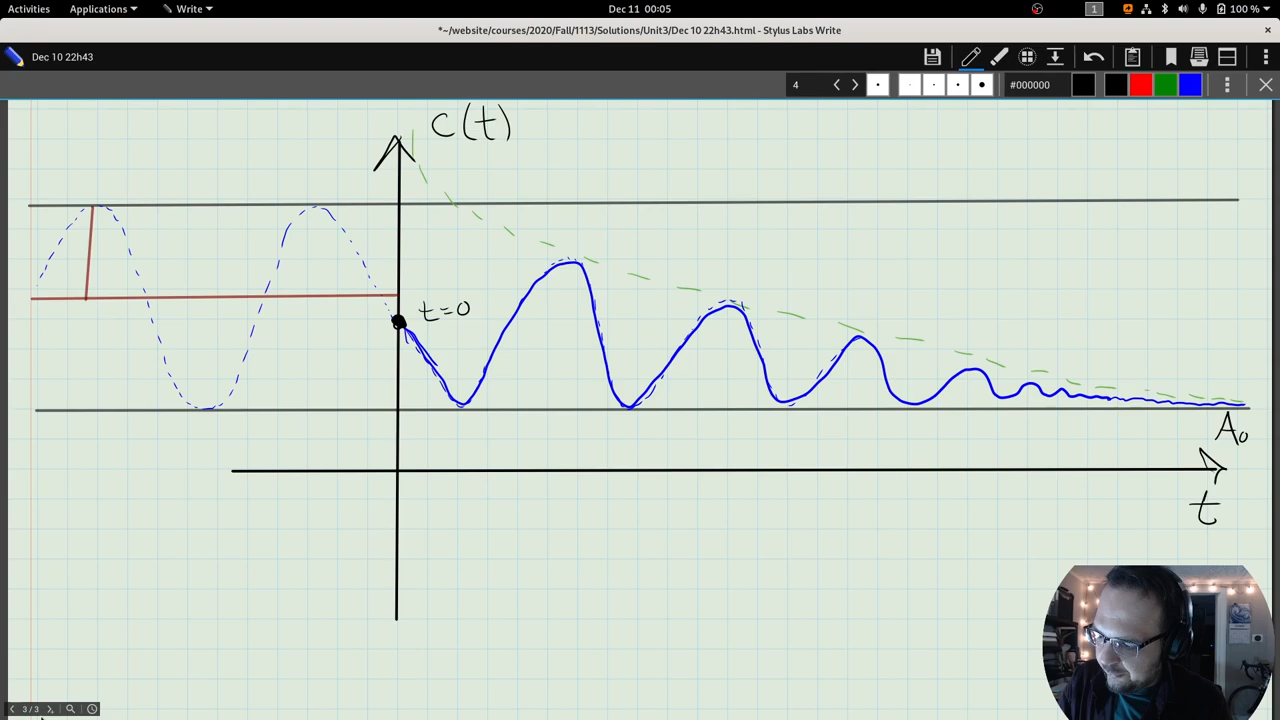 Activities Applications Write Dec 11 00:05 1 100 %
*~/website/courses/2020/Fall/1113/Solutions/Unit3/Dec 10 22h43.html - Stylus Labs Write
Dec 10 22h43
4 #000000
C(t)
t=0
A0
t
3 / 3